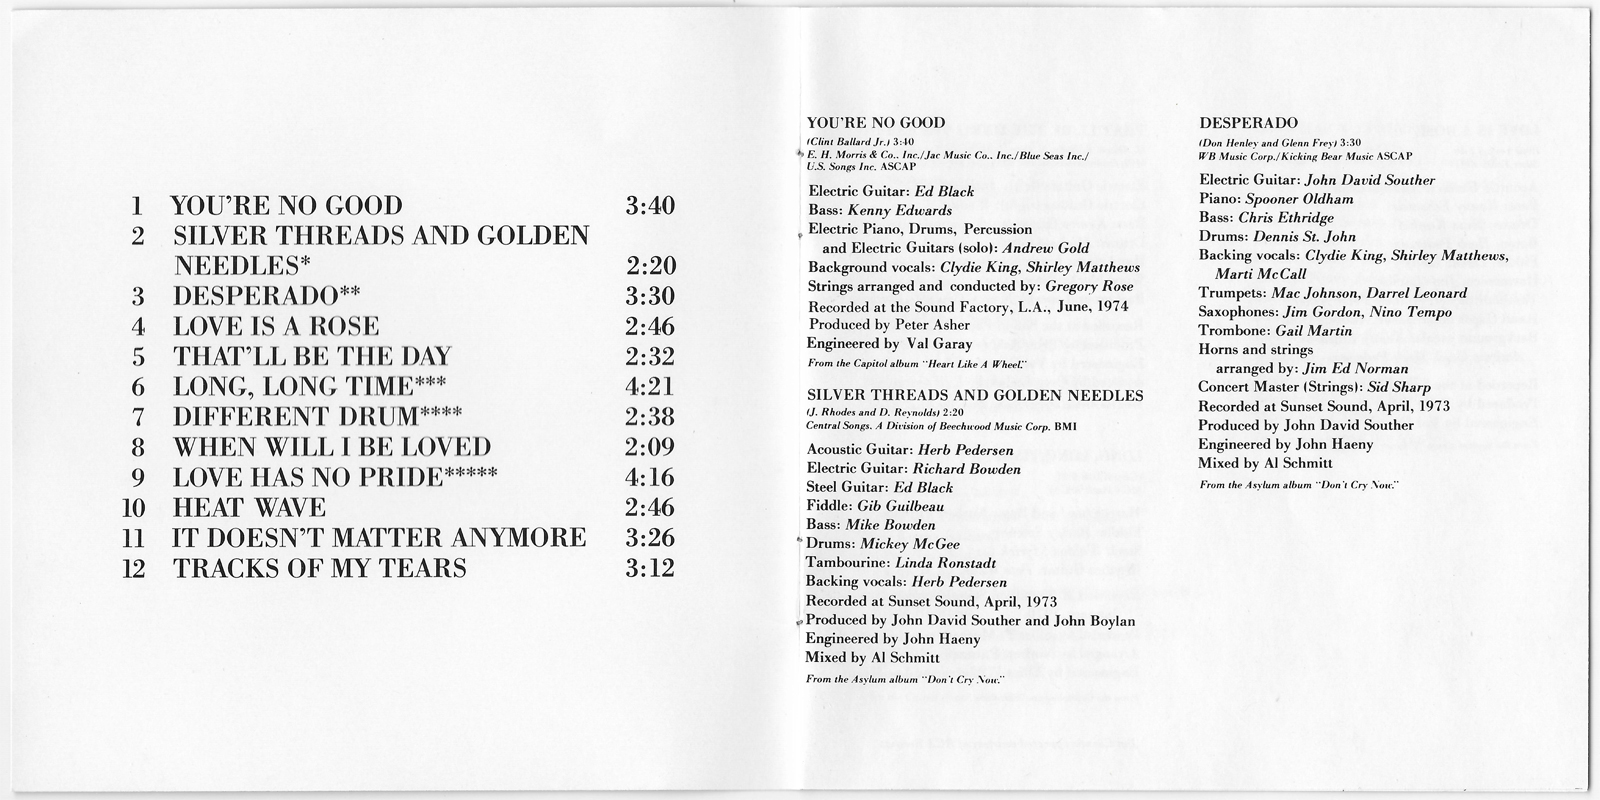 1 YOU'RE NO GOOD 3:40
2 SILVER THREADS AND GOLDEN
NEEDLES* 2:20
3 DESPERADO** 3:30
4 LOVE IS A ROSE 2:46
5 THAT'LL BE THE DAY 2:32
6 LONG, LONG TIME*** 4:21
7 DIFFERENT DRUM**** 2:38
8 WHEN WILL I BE LOVED 2:09
9 LOVE HAS NO PRIDE***** 4:16
10 HEAT WAVE 2:46
11 IT DOESN'T MATTER ANYMORE 3:26
12 TRACKS OF MY TEARS 3:12
YOU'RE NO GOOD
(Clint Ballard Jr.) 3:40
E. H. Morris & Co., Inc./Jac Music Co., Inc./Blue Seas Inc./
U.S. Songs Inc. ASCAP
Electric Guitar: Ed Black
Bass: Kenny Edwards
Electric Piano, Drums, Percussion
and Electric Guitars (solo): Andrew Gold
Background vocals: Clydie King, Shirley Matthews
Strings arranged and conducted by: Gregory Rose
Recorded at the Sound Factory, L.A., June, 1974
Produced by Peter Asher
Engineered by Val Garay
From the Capitol album "Heart Like A Wheel."
SILVER THREADS AND GOLDEN NEEDLES
(J. Rhodes and D. Reynolds) 2:20
Central Songs, A Division of Beechwood Music Corp. BMI
Acoustic Guitar: Herb Pedersen
Electric Guitar: Richard Bowden
Steel Guitar: Ed Black
Fiddle: Gib Guilbeau
Bass: Mike Bowden
Drums: Mickey McGee
Tambourine: Linda Ronstadt
Backing vocals: Herb Pedersen
Recorded at Sunset Sound, April, 1973
Produced by John David Souther and John Boylan
Engineered by John Haeny
Mixed by Al Schmitt
From the Asylum album "Don't Cry Now."
DESPERADO
(Don Henley and Glenn Frey) 3:30
WB Music Corp./Kicking Bear Music ASCAP
Electric Guitar: John David Souther
Piano: Spooner Oldham
Bass: Chris Ethridge
Drums: Dennis St. John
Backing vocals: Clydie King, Shirley Matthews,
Marti McCall
Trumpets: Mac Johnson, Darrel Leonard
Saxophones: Jim Gordon, Nino Tempo
Trombone: Gail Martin
Horns and strings
arranged by: Jim Ed Norman
Concert Master (Strings): Sid Sharp
Recorded at Sunset Sound, April, 1973
Produced by John David Souther
Engineered by John Haeny
Mixed by Al Schmitt
From the Asylum album "Don't Cry Now."